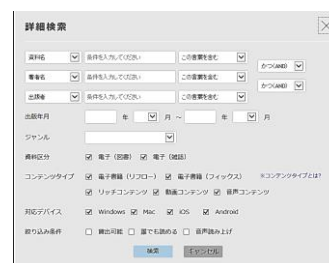 詳細検索
資料名 条件を入力してください この言葉を含む かつ(AND)
著者名 条件を入力してください この言葉を含む かつ(AND)
出版者 条件を入力してください この言葉を含む
出版年月 年 月 ～ 年 月
ジャンル
資料区分 電子（図書） 電子（雑誌）
コンテンツタイプ 電子書籍（リフロー） 電子書籍（フィックス） ※コンテンツタイプとは?
リッチコンテンツ 動画コンテンツ 音声コンテンツ
対応デバイス Windows Mac iOS Android
絞り込み条件 貸出可能 誰でも読める 音声読み上げ
検索 キャンセル